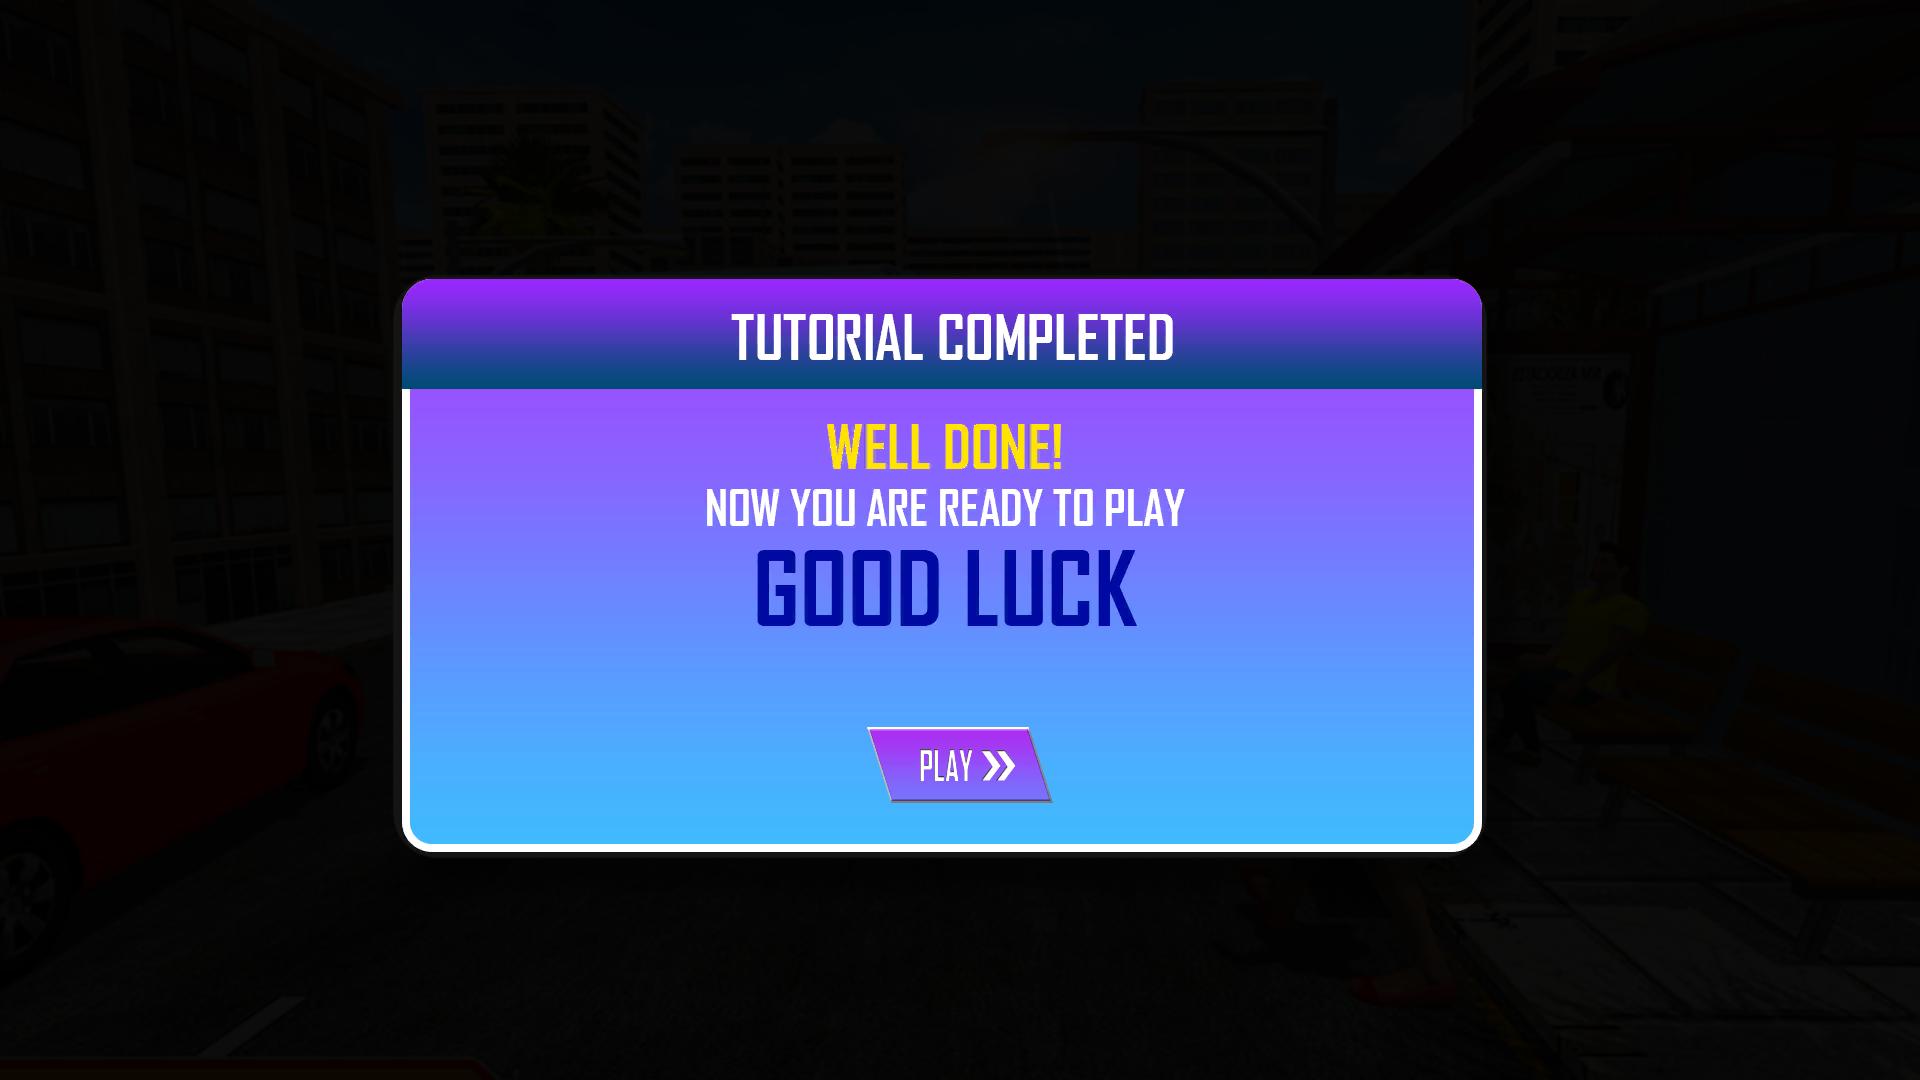 TUTORIAL COMPLETED
WELL DONE!
NOW YOU ARE READY TO PLAY
GOOD LUCK
PLAY